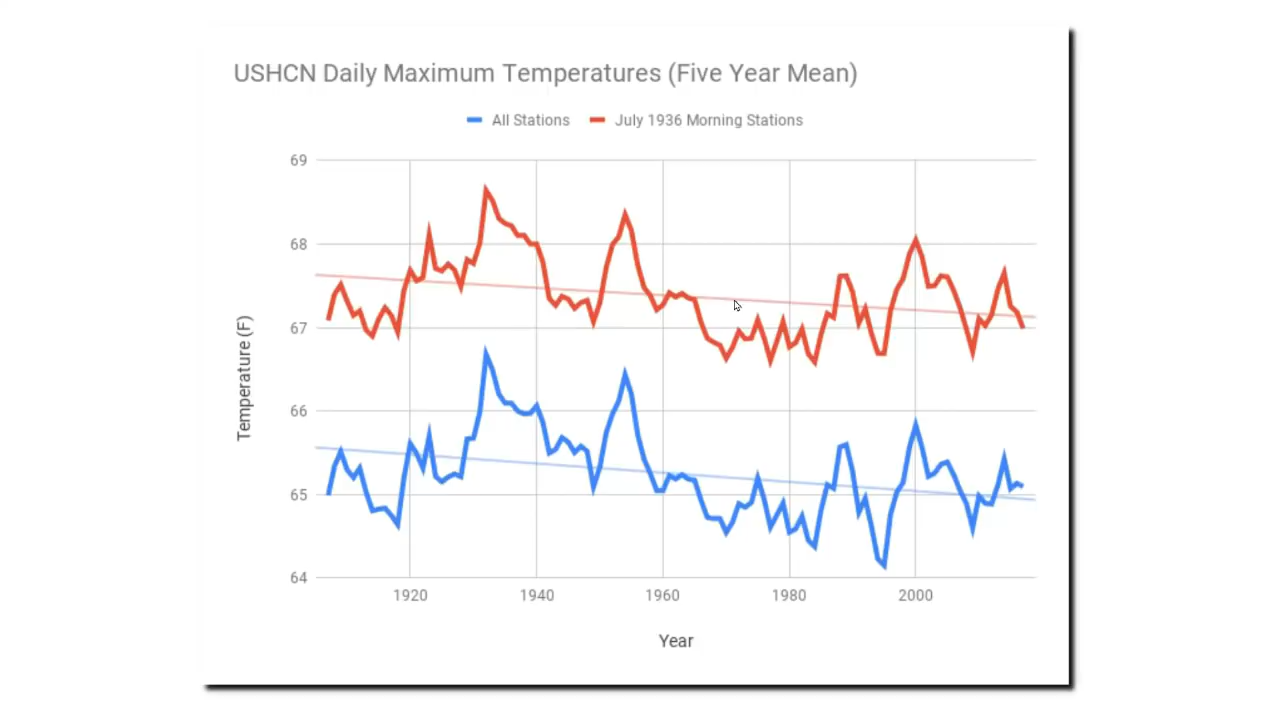 USHCN Daily Maximum Temperatures (Five Year Mean)
All Stations July 1936 Morning Stations
69
68
67
66
65
64
Temperature (F)
1920 1940 1960 1980 2000
Year